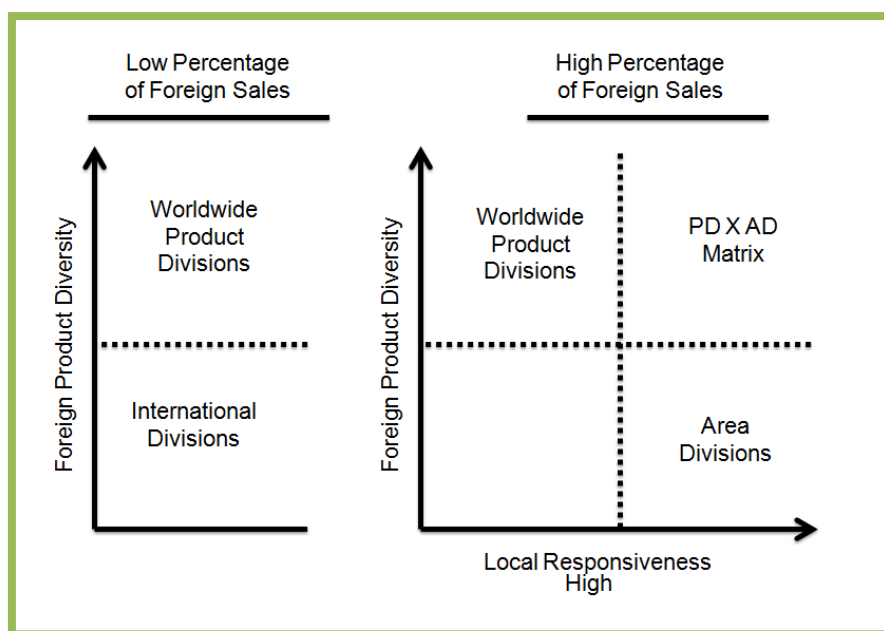 Low Percentage
of Foreign Sales
Foreign Product Diversity
Worldwide
Product
Divisions
International
Divisions
High Percentage
of Foreign Sales
Foreign Product Diversity
Worldwide
Product
Divisions
PD X AD
Matrix
Area
Divisions
Local Responsiveness
High